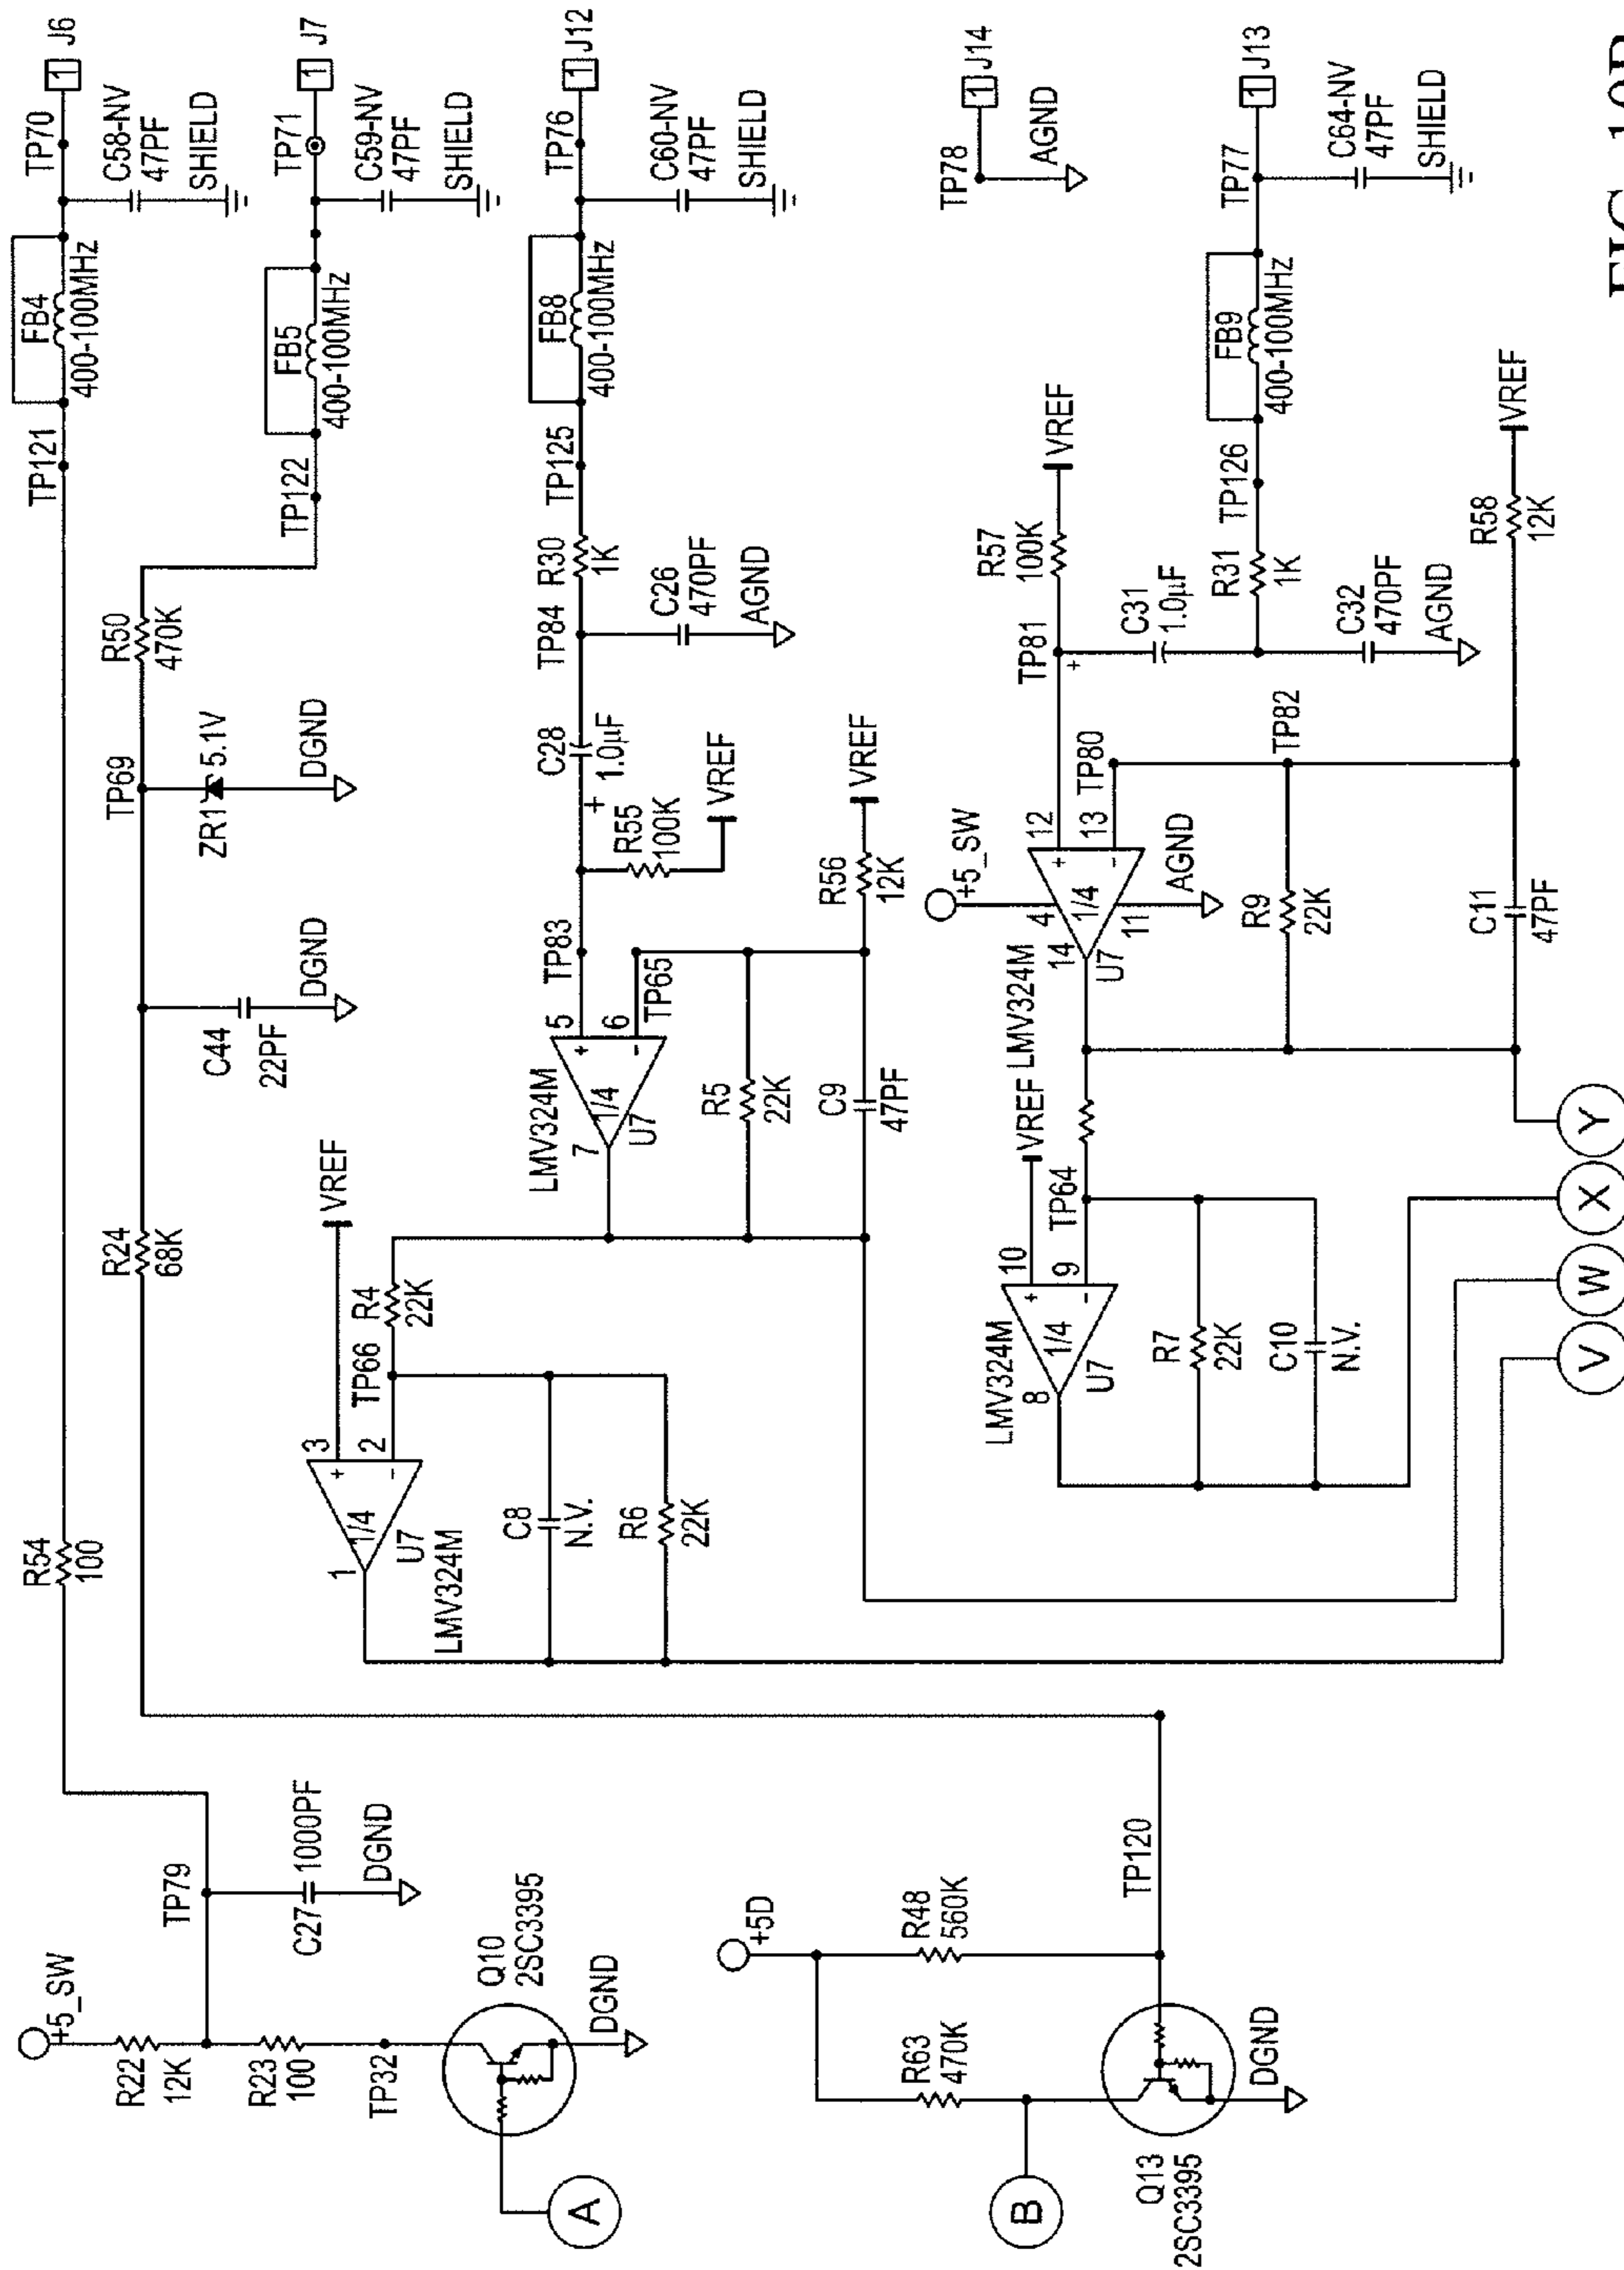 J6
TP70
C58-NV
47PF
SHIELD
FB4
400-100MHz
TP121
R54
100
TP79
C27
1000PF
DGND
+5_SW
R22
12K
R23
100
TP32
Q10
2SC3395
DGND
A
1
J7
1
TP71
C59-NV
47PF
SHIELD
FB5
400-100MHz
TP122
R50
470K
TP69
ZR1
5.1V
DGND
C44
22PF
DGND
R24
68K
J12
1
TP76
C60-NV
47PF
SHIELD
FB8
400-100MHz
TP125
R30
1K
TP84
C26
470PF
AGND
C28
1.0µF
+
R55
100K
VREF
TP83
5
+
6
-
TP65
LMV324M
1/4
7
U7
R5
22K
C9
47PF
R56
12K
VREF
VREF
R4
22K
TP66
3
+
2
-
1/4
1
U7
LMV324M
C8
N.V.
R6
22K
J14
1
TP78
AGND
J13
1
TP77
C64-NV
47PF
SHIELD
FB9
400-100MHz
TP126
R31
1K
C32
470PF
AGND
C31
1.0µF
+
TP81
R57
100K
VREF
R58
12K
VREF
TP80
TP82
12
+
13
-
+5_SW
4
1/4
11
AGND
14
U7
LMV324M
R9
22K
C11
47PF
VREF
TP64
10
+
9
-
LMV324M
1/4
8
U7
R7
22K
C10
N.V.
+5D
R48
560K
R63
470K
TP120
B
Q13
2SC3395
DGND
V
W
X
Y